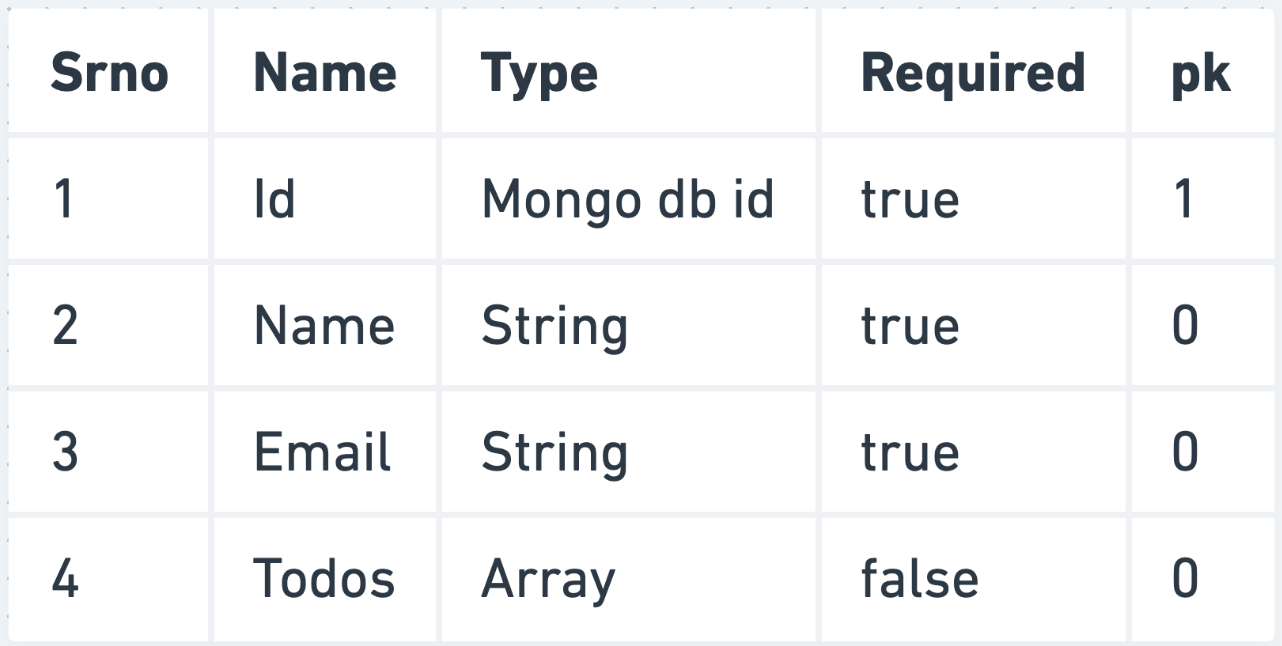 Srno Name Type Required pk
1 Id Mongo db id true 1
2 Name String true 0
3 Email String true 0
4 Todos Array false 0